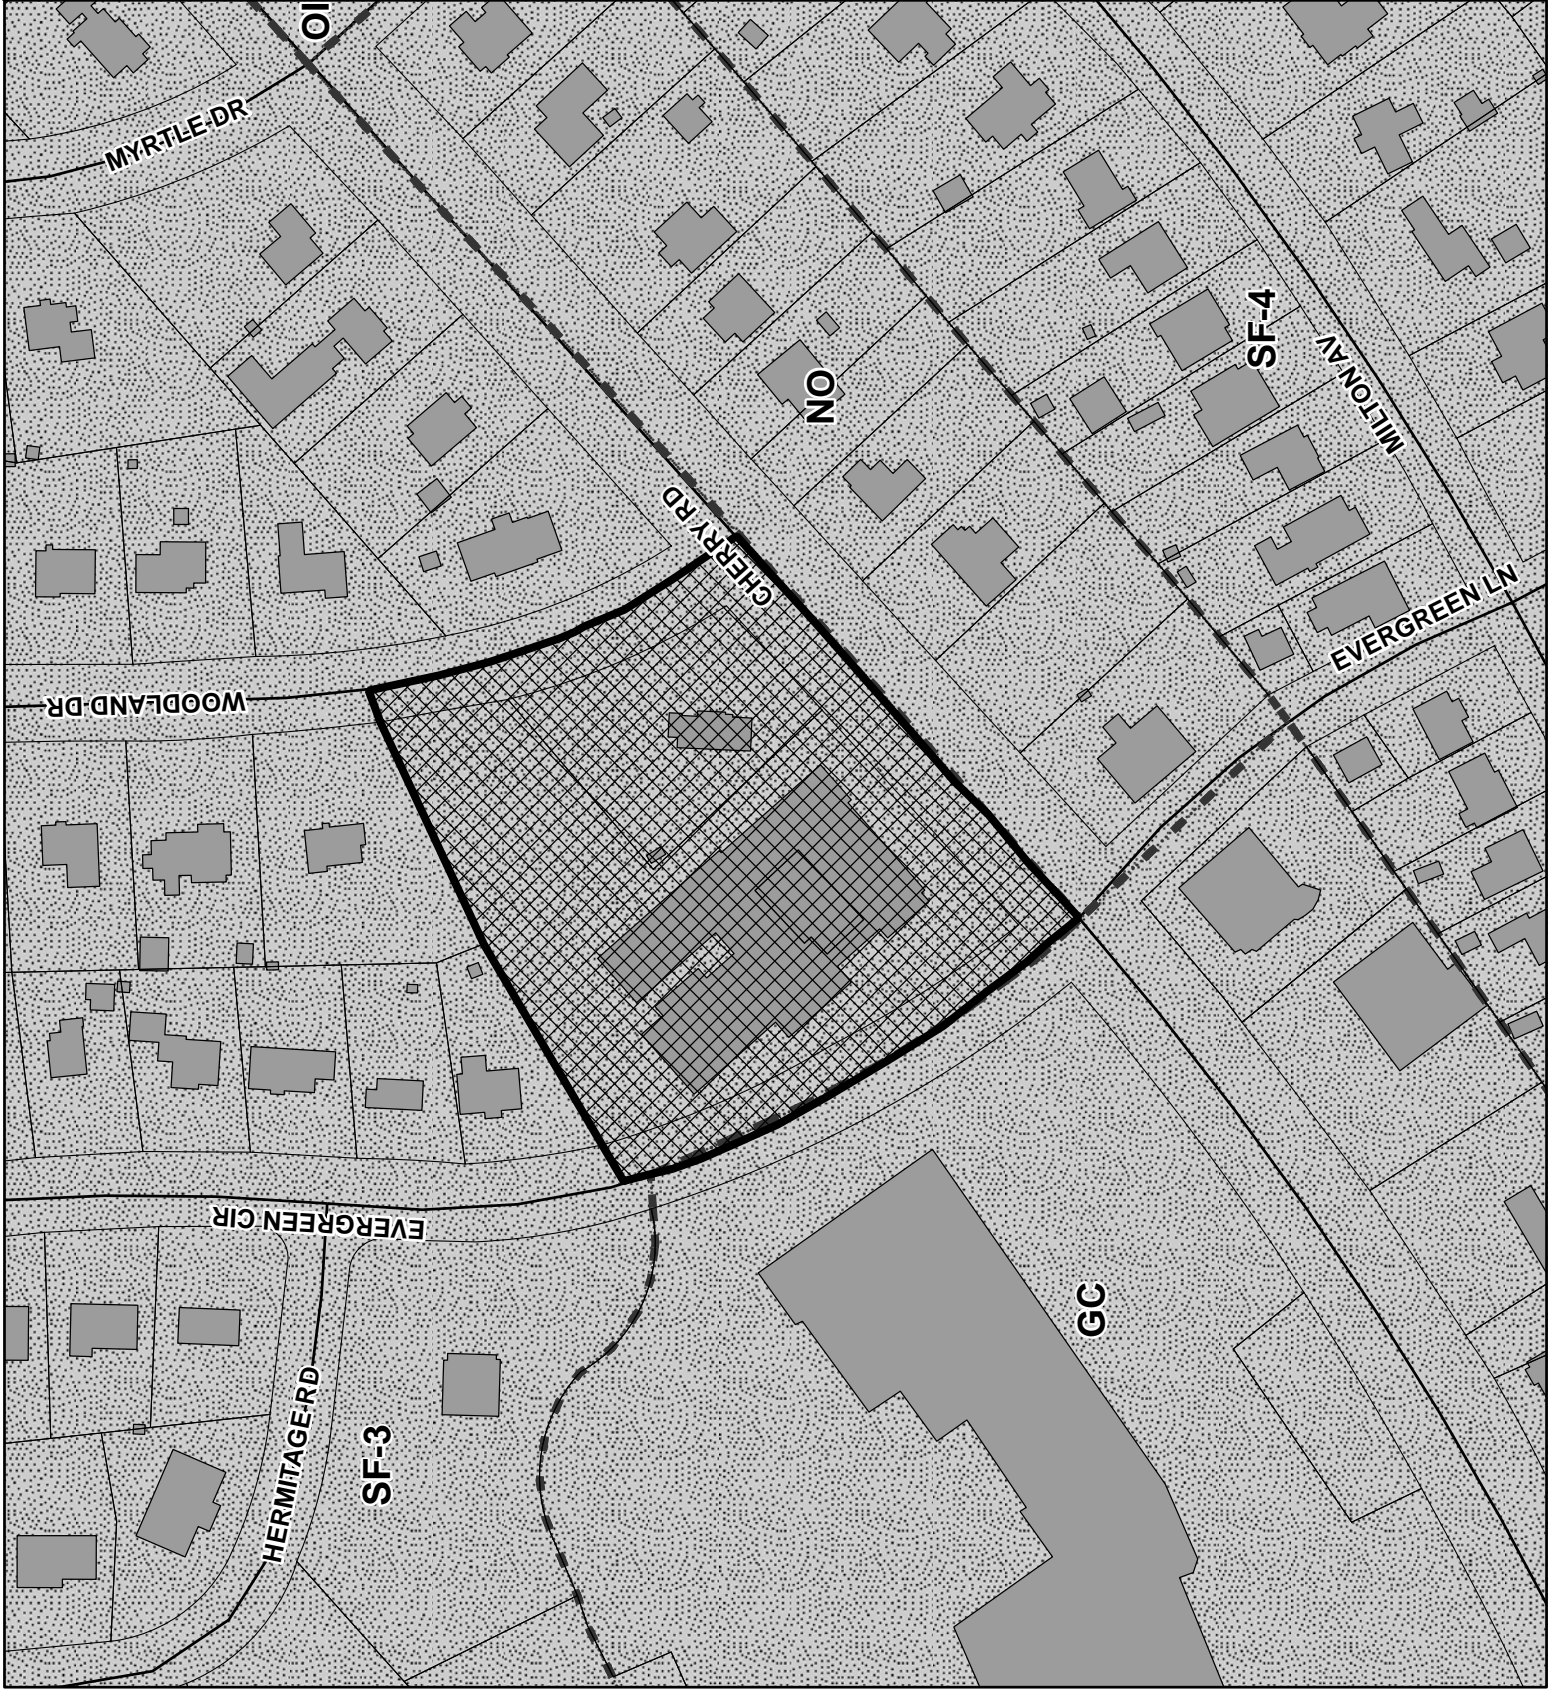 OI
MYRTLE DR
CHERRY RD
NO
SF-4
MILTON AV
EVERGREEN LN
WOODLAND DR
EVERGREEN CIR
GC
HERMITAGE RD
SF-3